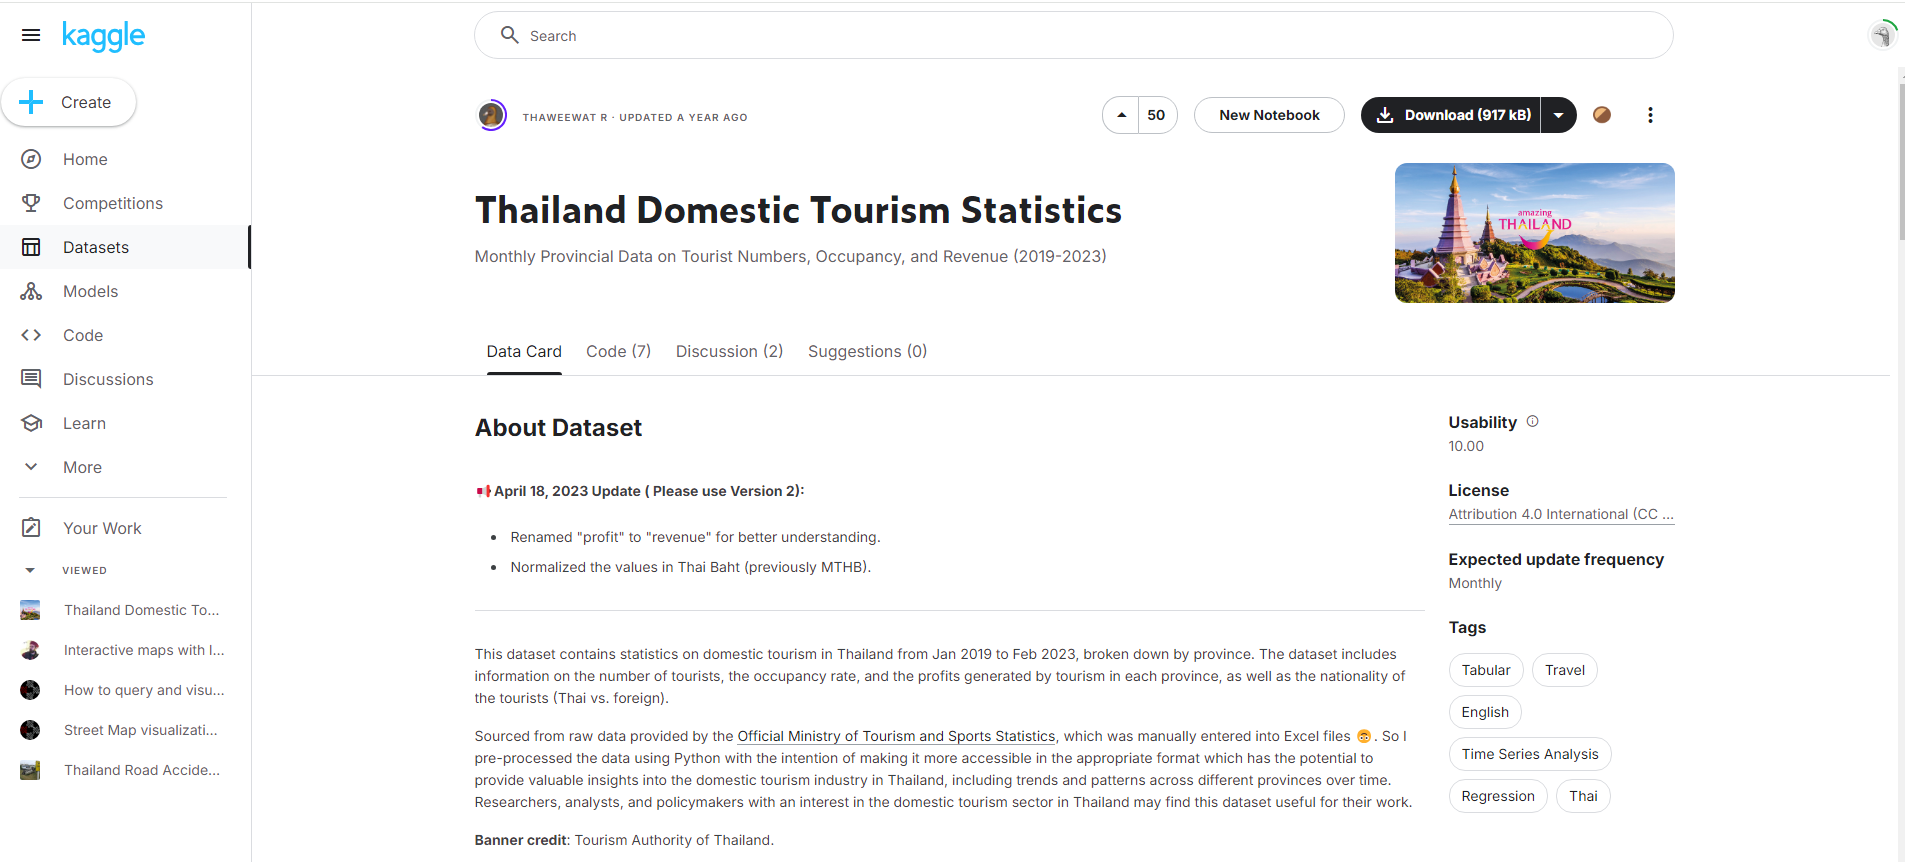 kaggle
Search
Create
Home
Competitions
Datasets
Models
Code
Discussions
Learn
More
Your Work
VIEWED
Thailand Domestic To...
Interactive maps with I...
How to query and visu...
Street Map visualizati...
Thailand Road Accide...
THAWEEWAT R · UPDATED A YEAR AGO
50
New Notebook
Download (917 kB)
Thailand Domestic Tourism Statistics
Monthly Provincial Data on Tourist Numbers, Occupancy, and Revenue (2019-2023)
amazing
THAILAND
Data Card
Code (7)
Discussion (2)
Suggestions (0)
About Dataset
April 18, 2023 Update ( Please use Version 2):
• Renamed "profit" to "revenue" for better understanding.
• Normalized the values in Thai Baht (previously MTHB).
This dataset contains statistics on domestic tourism in Thailand from Jan 2019 to Feb 2023, broken down by province. The dataset includes
information on the number of tourists, the occupancy rate, and the profits generated by tourism in each province, as well as the nationality of
the tourists (Thai vs. foreign).
Sourced from raw data provided by the Official Ministry of Tourism and Sports Statistics, which was manually entered into Excel files 🙃. So I
pre-processed the data using Python with the intention of making it more accessible in the appropriate format which has the potential to
provide valuable insights into the domestic tourism industry in Thailand, including trends and patterns across different provinces over time.
Researchers, analysts, and policymakers with an interest in the domestic tourism sector in Thailand may find this dataset useful for their work.
Banner credit: Tourism Authority of Thailand.
Usability
10.00
License
Attribution 4.0 International (CC ...
Expected update frequency
Monthly
Tags
Tabular
Travel
English
Time Series Analysis
Regression
Thai